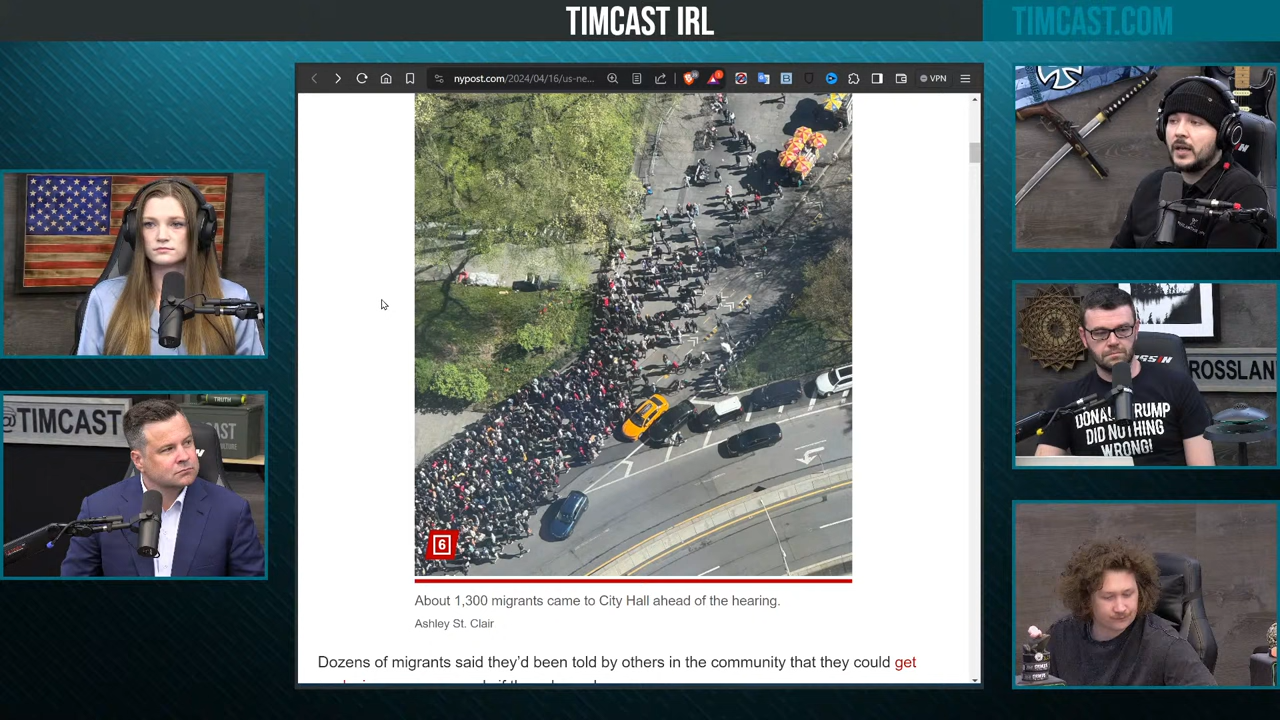 TIMCAST IRL
TIMCAST.COM
nypost.com/2024/04/16/us-ne...
VPN
6
About 1,300 migrants came to City Hall ahead of the hearing.
Ashley St. Clair
Dozens of migrants said they'd been told by others in the community that they could get
@TIMCAST
TRUTH
CAST
ROSSLAN
DONALD TRUMP
DID NOTHING
WRONG!